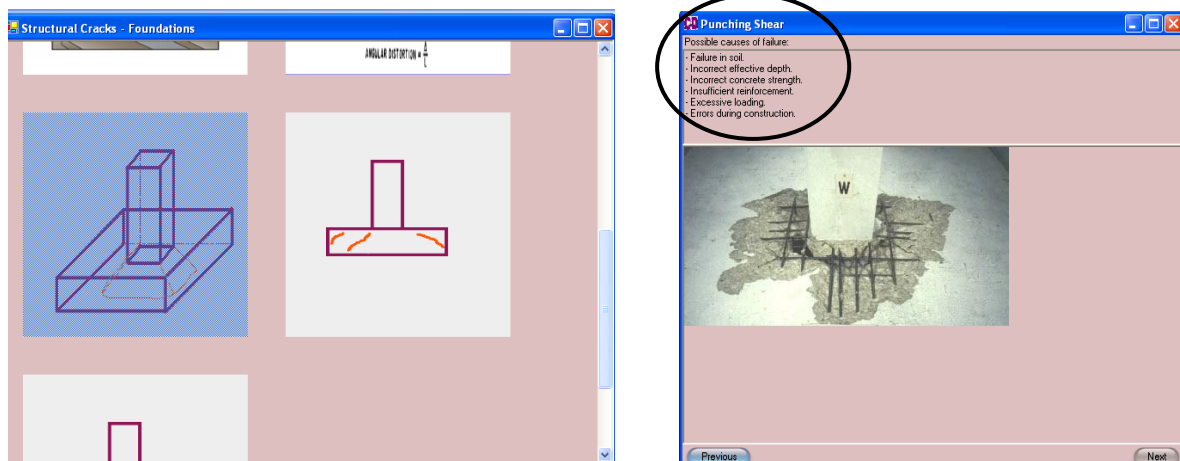 Structural Cracks - Foundations
ANGULAR DISTORTION = Δ/L
Punching Shear
Possible causes of failure:
- Failure in soil.
- Incorrect effective depth.
- Incorrect concrete strength.
- Insufficient reinforcement.
- Excessive loading.
- Errors during construction.
W
Previous
Next